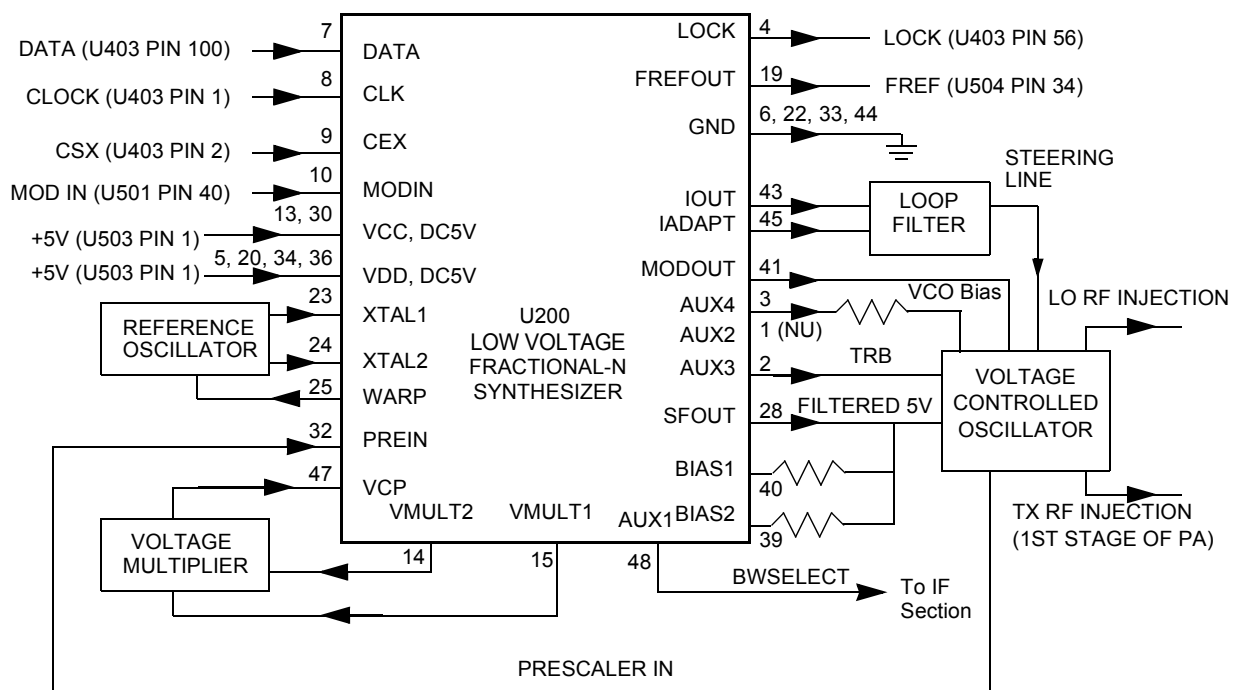 7
DATA (U403 PIN 100)
DATA
8
CLOCK (U403 PIN 1)
CLK
9
CSX (U403 PIN 2)
CEX
10
MOD IN (U501 PIN 40)
MODIN
13, 30
+5V (U503 PIN 1)
VCC, DC5V
5, 20, 34, 36
+5V (U503 PIN 1)
VDD, DC5V
23
XTAL1
REFERENCE
OSCILLATOR
24
XTAL2
25
WARP
32
PREIN
47
VCP
VOLTAGE
MULTIPLIER
VMULT2
14
VMULT1
15
AUX1
48
BWSELECT
To IF
Section
U200
LOW VOLTAGE
FRACTIONAL-N
SYNTHESIZER
LOCK
4
LOCK (U403 PIN 56)
FREFOUT
19
FREF (U504 PIN 34)
GND
6, 22, 33, 44
IOUT
43
IADAPT
45
LOOP
FILTER
STEERING
LINE
MODOUT
41
AUX4
3
VCO Bias
AUX2
1 (NU)
AUX3
2
TRB
SFOUT
28
FILTERED 5V
BIAS1
40
BIAS2
39
LO RF INJECTION
VOLTAGE
CONTROLLED
OSCILLATOR
TX RF INJECTION
(1ST STAGE OF PA)
PRESCALER IN